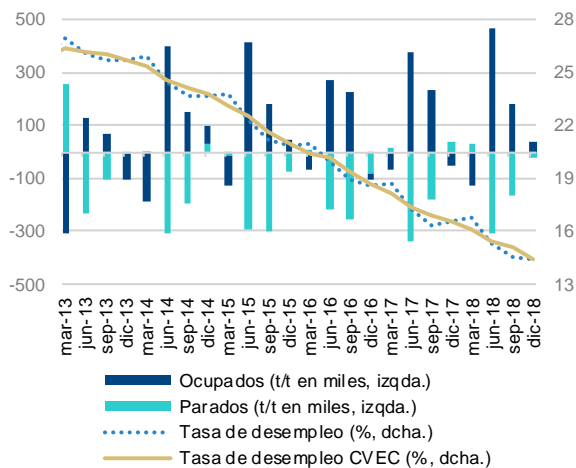 500
300
100
-100
-300
-500
28
25
22
19
16
13
mar-13
jun-13
sep-13
dic-13
mar-14
jun-14
sep-14
dic-14
mar-15
jun-15
sep-15
dic-15
mar-16
jun-16
sep-16
dic-16
mar-17
jun-17
sep-17
dic-17
mar-18
jun-18
sep-18
dic-18
Ocupados (t/t en miles, izqda.)
Parados (t/t en miles, izqda.)
Tasa de desempleo (%, dcha.)
Tasa de desempleo CVEC (%, dcha.)